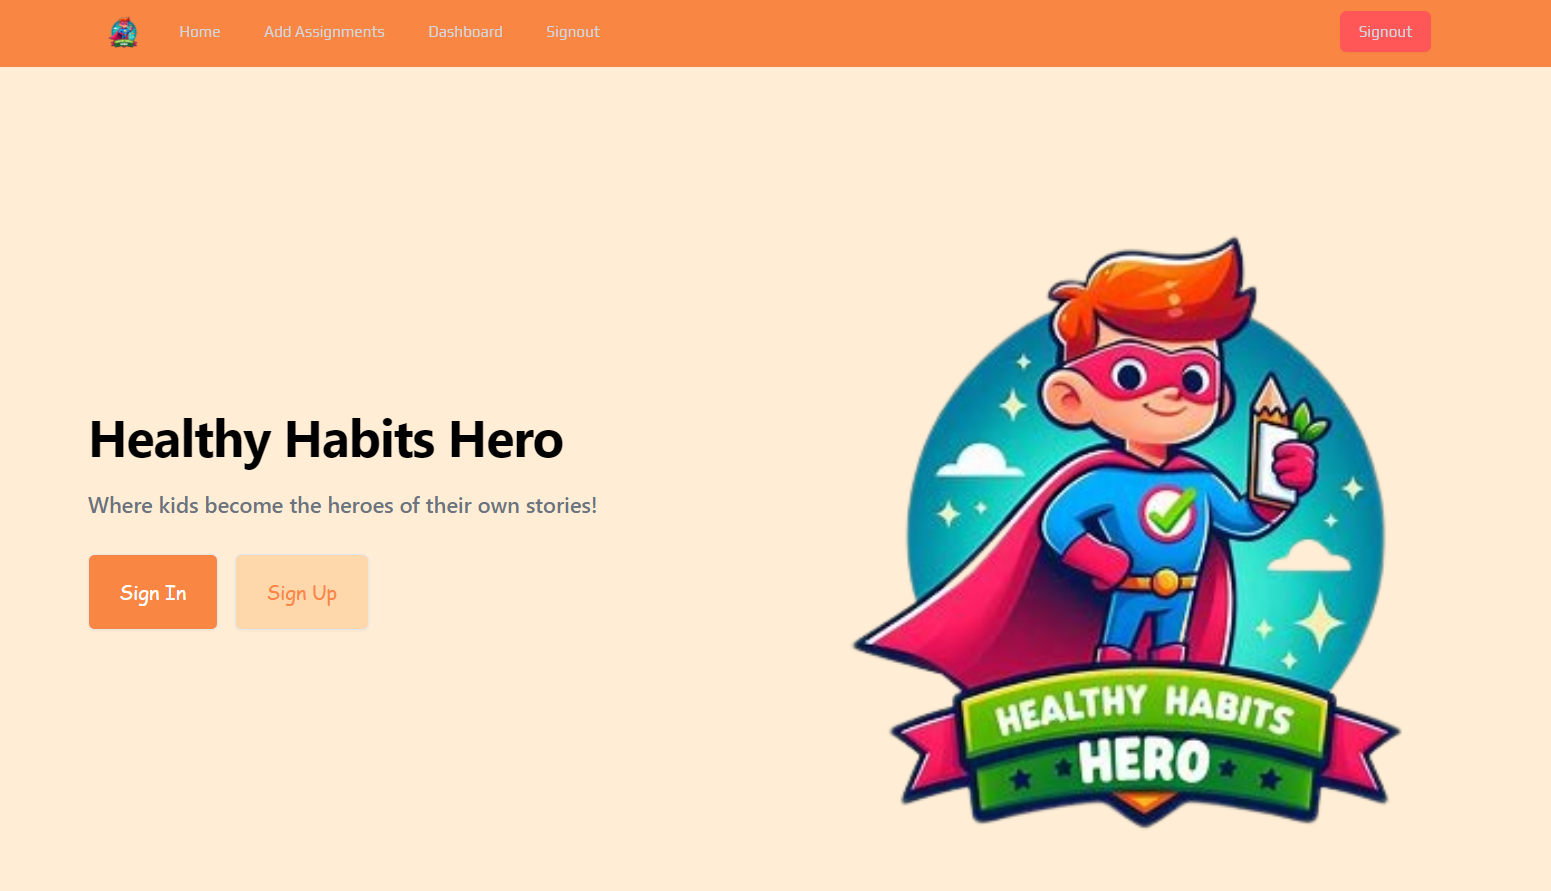 Home Add Assignments Dashboard Signout Signout
Healthy Habits Hero
Where kids become the heroes of their own stories!
Sign In Sign Up
HEALTHY HABITS
HERO